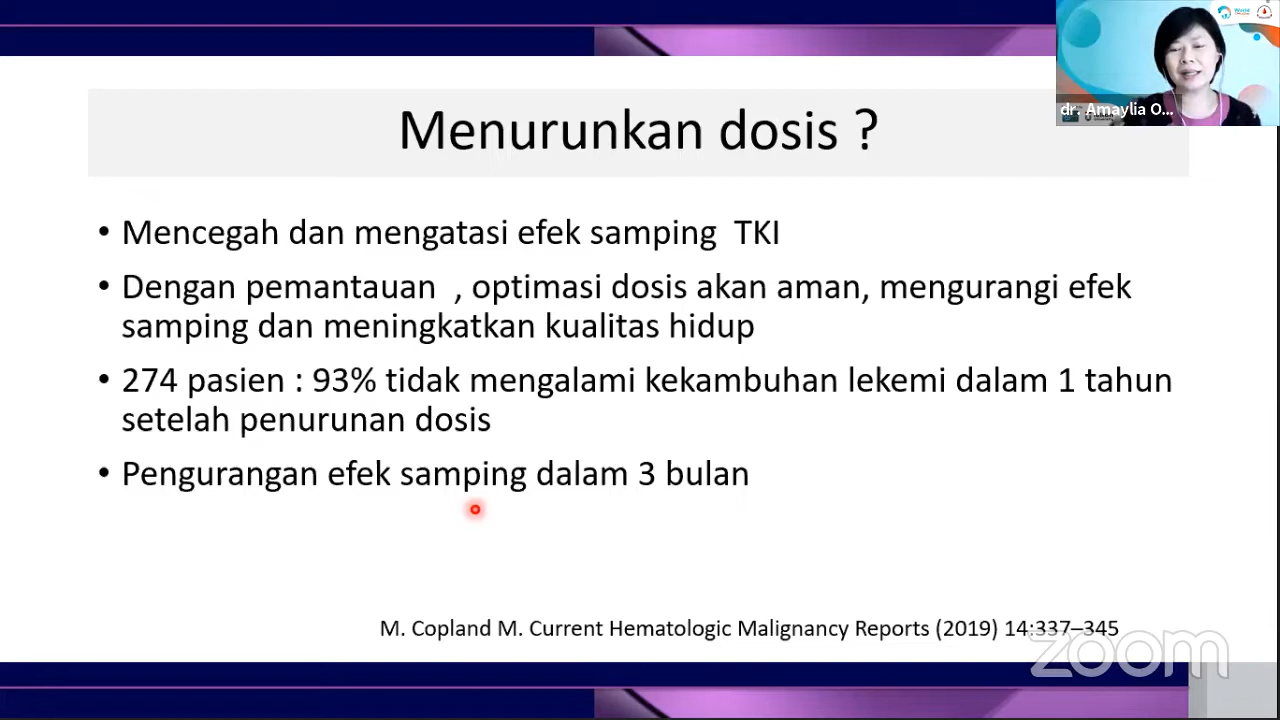 World
dr. Amaylia O...
Menurunkan dosis ?
• Mencegah dan mengatasi efek samping TKI
• Dengan pemantauan , optimasi dosis akan aman, mengurangi efek
samping dan meningkatkan kualitas hidup
• 274 pasien : 93% tidak mengalami kekambuhan lekemi dalam 1 tahun
setelah penurunan dosis
• Pengurangan efek samping dalam 3 bulan
M. Copland M. Current Hematologic Malignancy Reports (2019) 14:337–345
zoom